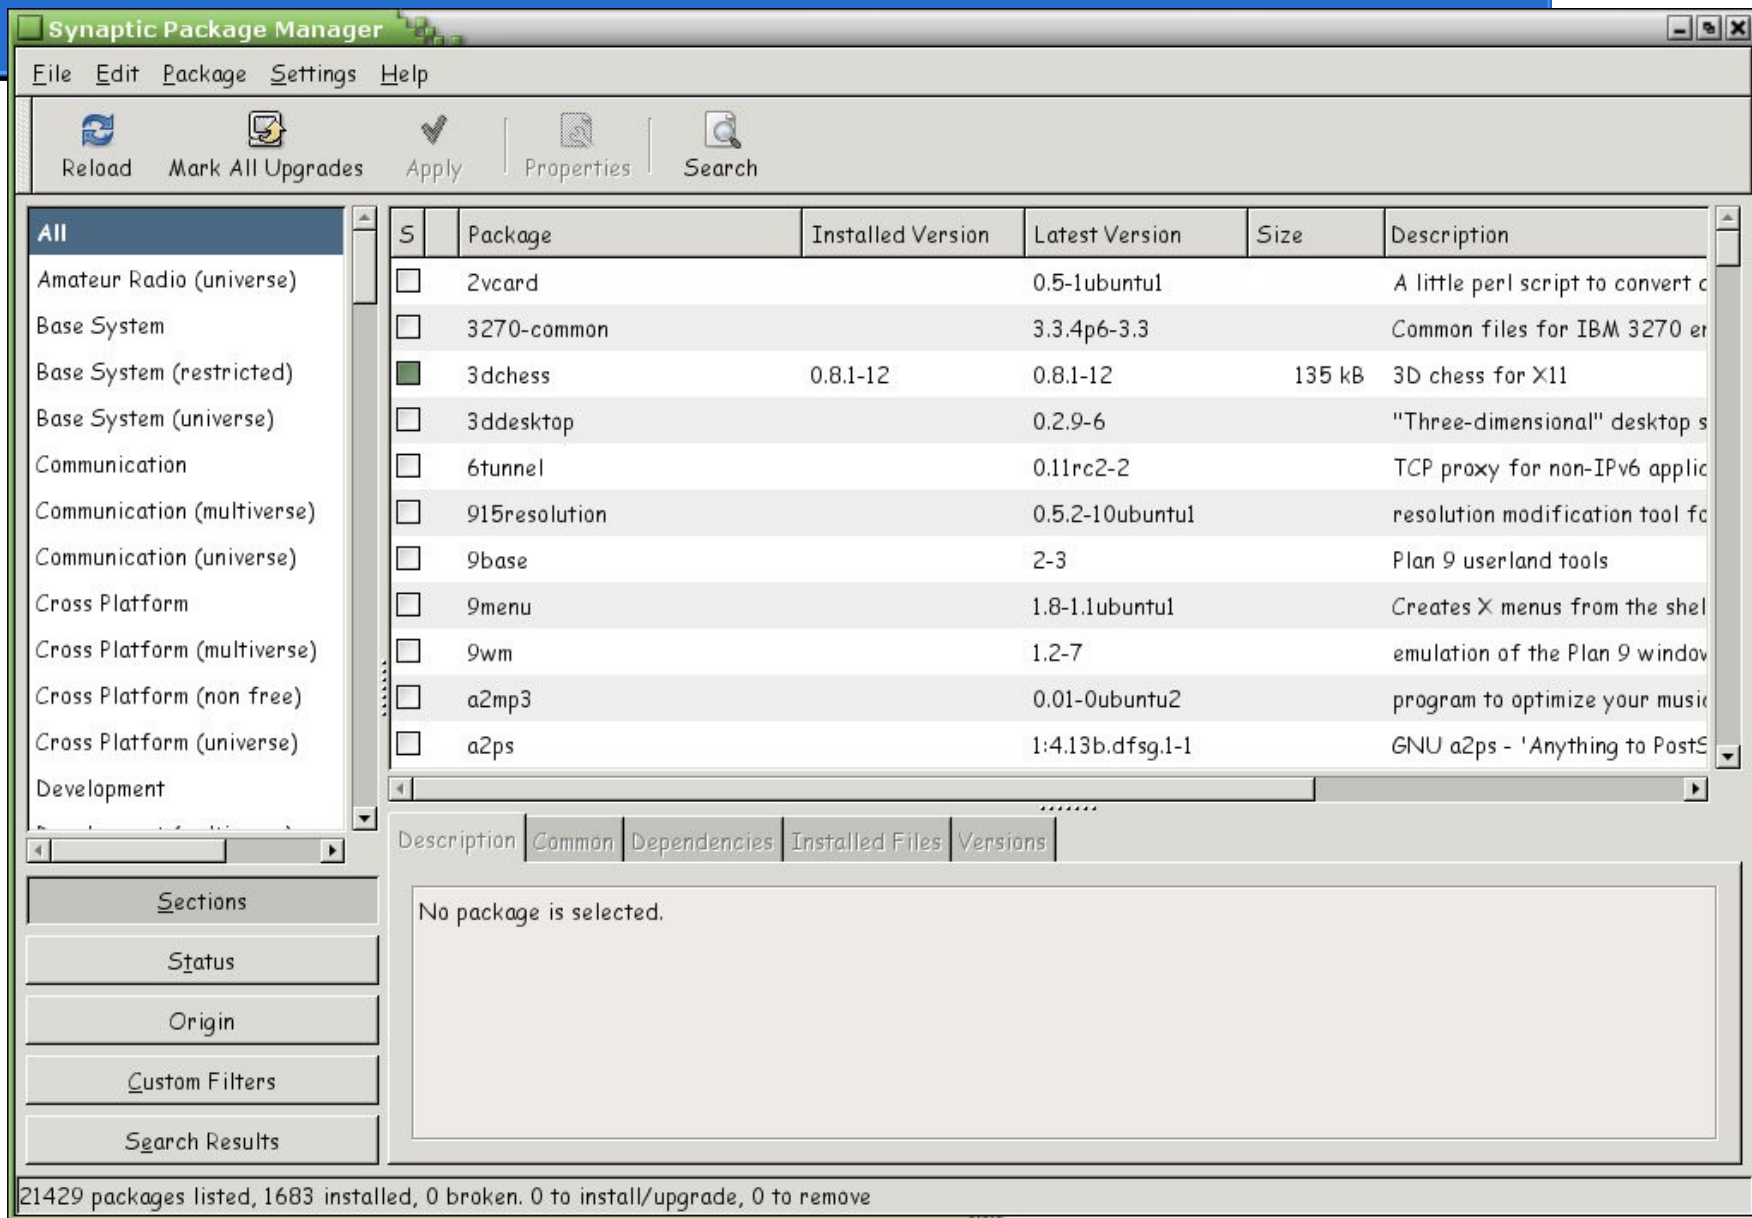 Synaptic Package Manager
File Edit Package Settings Help
Reload Mark All Upgrades Apply Properties Search
All
Amateur Radio (universe)
Base System
Base System (restricted)
Base System (universe)
Communication
Communication (multiverse)
Communication (universe)
Cross Platform
Cross Platform (multiverse)
Cross Platform (non free)
Cross Platform (universe)
Development
Sections
Status
Origin
Custom Filters
Search Results
S Package Installed Version Latest Version Size Description
2vcard 0.5-1ubuntu1 A little perl script to convert
3270-common 3.3.4p6-3.3 Common files for IBM 3270
3dchess 0.8.1-12 0.8.1-12 135 kB 3D chess for X11
3ddesktop 0.2.9-6 "Three-dimensional" desktop
6tunnel 0.11rc2-2 TCP proxy for non-IPv6
915resolution 0.5.2-10ubuntu1 resolution modification tool
9base 2-3 Plan 9 userland tools
9menu 1.8-1.1ubuntu1 Creates X menus from the
9wm 1.2-7 emulation of the Plan 9
a2mp3 0.01-0ubuntu2 program to optimize your
a2ps 1:4.13b.dfsg.1-1 GNU a2ps - 'Anything to
Description Common Dependencies Installed Files Versions
No package is selected.
21429 packages listed, 1683 installed, 0 broken. 0 to install/upgrade, 0 to remove